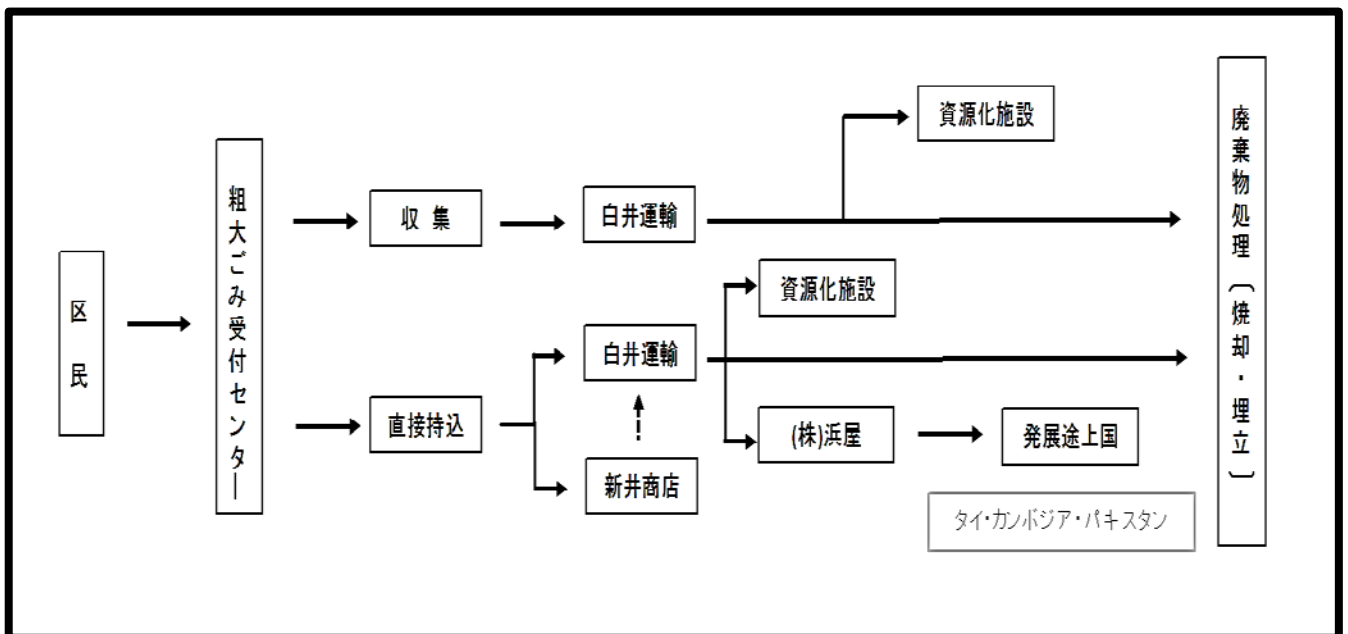 区民
粗大ごみ受付センター
収集
白井運輸
資源化施設
直接持込
白井運輸
新井商店
資源化施設
(株)浜屋
発展途上国
タイ・カンボジア・パキスタン
廃棄物処理〔焼却・埋立〕